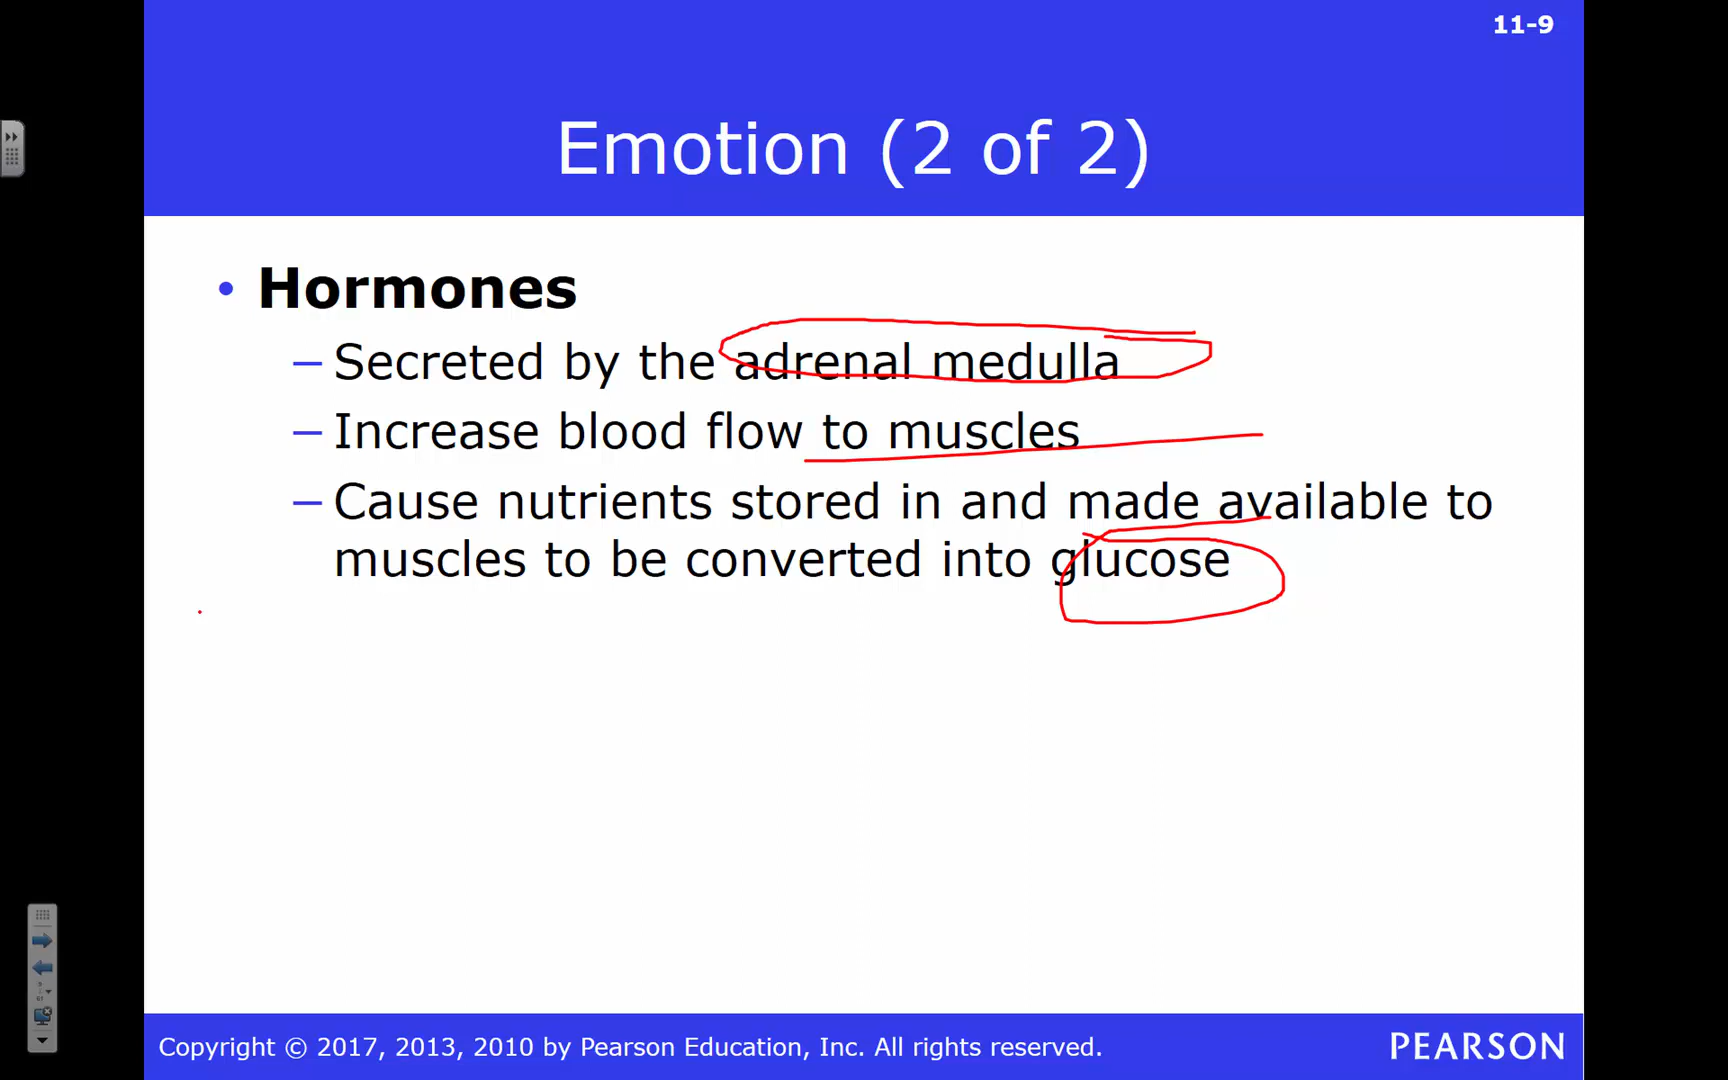 11-9
Emotion (2 of 2)
• Hormones
– Secreted by the adrenal medulla
– Increase blood flow to muscles
– Cause nutrients stored in and made available to
muscles to be converted into glucose
Copyright © 2017, 2013, 2010 by Pearson Education, Inc. All rights reserved.
PEARSON